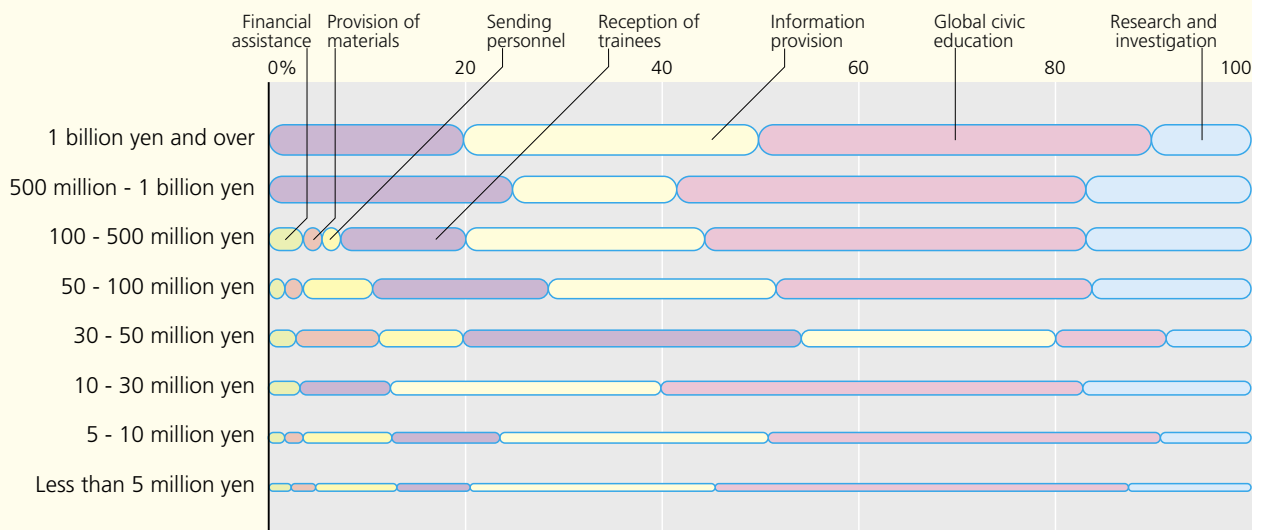 Financial
assistance
Provision of
materials
Sending
personnel
Reception of
trainees
Information
provision
Global civic
education
Research and
investigation
0% 20 40 60 80 100
1 billion yen and over
500 million - 1 billion yen
100 - 500 million yen
50 - 100 million yen
30 - 50 million yen
10 - 30 million yen
5 - 10 million yen
Less than 5 million yen